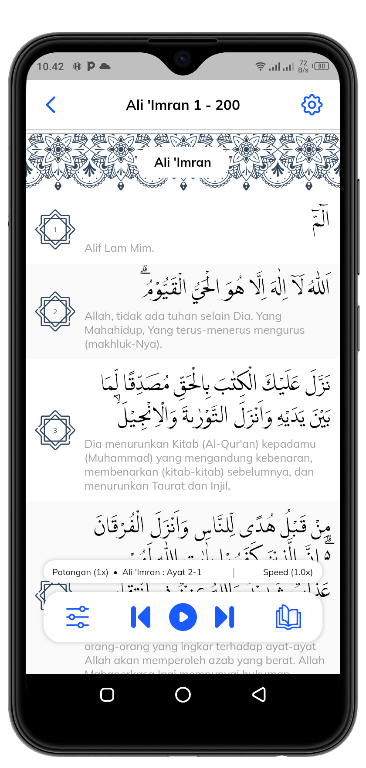 10.42
72
B/s
80
Ali 'Imran 1 - 200
Ali 'Imran
الۤمّۤ
1
Alif Lam Mim.
اَللّٰهُ لَآ اِلٰهَ اِلَّا هُوَ الْحَيُّ الْقَيُّوْمُۗ
2
Allah, tidak ada tuhan selain Dia. Yang
Mahahidup, Yang terus-menerus mengurus
(makhluk-Nya).
نَزَّلَ عَلَيْكَ الْكِتٰبَ بِالْحَقِّ مُصَدِّقًا لِّمَا
بَيْنَ يَدَيْهِ وَاَنْزَلَ التَّوْرٰىةَ وَالْاِنْجِيْلَۙ
3
Dia menurunkan Kitab (Al-Qur'an) kepadamu
(Muhammad) yang mengandung kebenaran,
membenarkan (kitab-kitab) sebelumnya, dan
menurunkan Taurat dan Injil,
مِنْ قَبْلُ هُدًى لِّلنَّاسِ وَاَنْزَلَ الْفُرْقَانَ
Potongan (1x) • Ali 'Imran : Ayat 2-1 | Speed (1.0x)
orang-orang yang ingkar terhadap ayat-ayat
Allah akan memperoleh azab yang berat. Allah